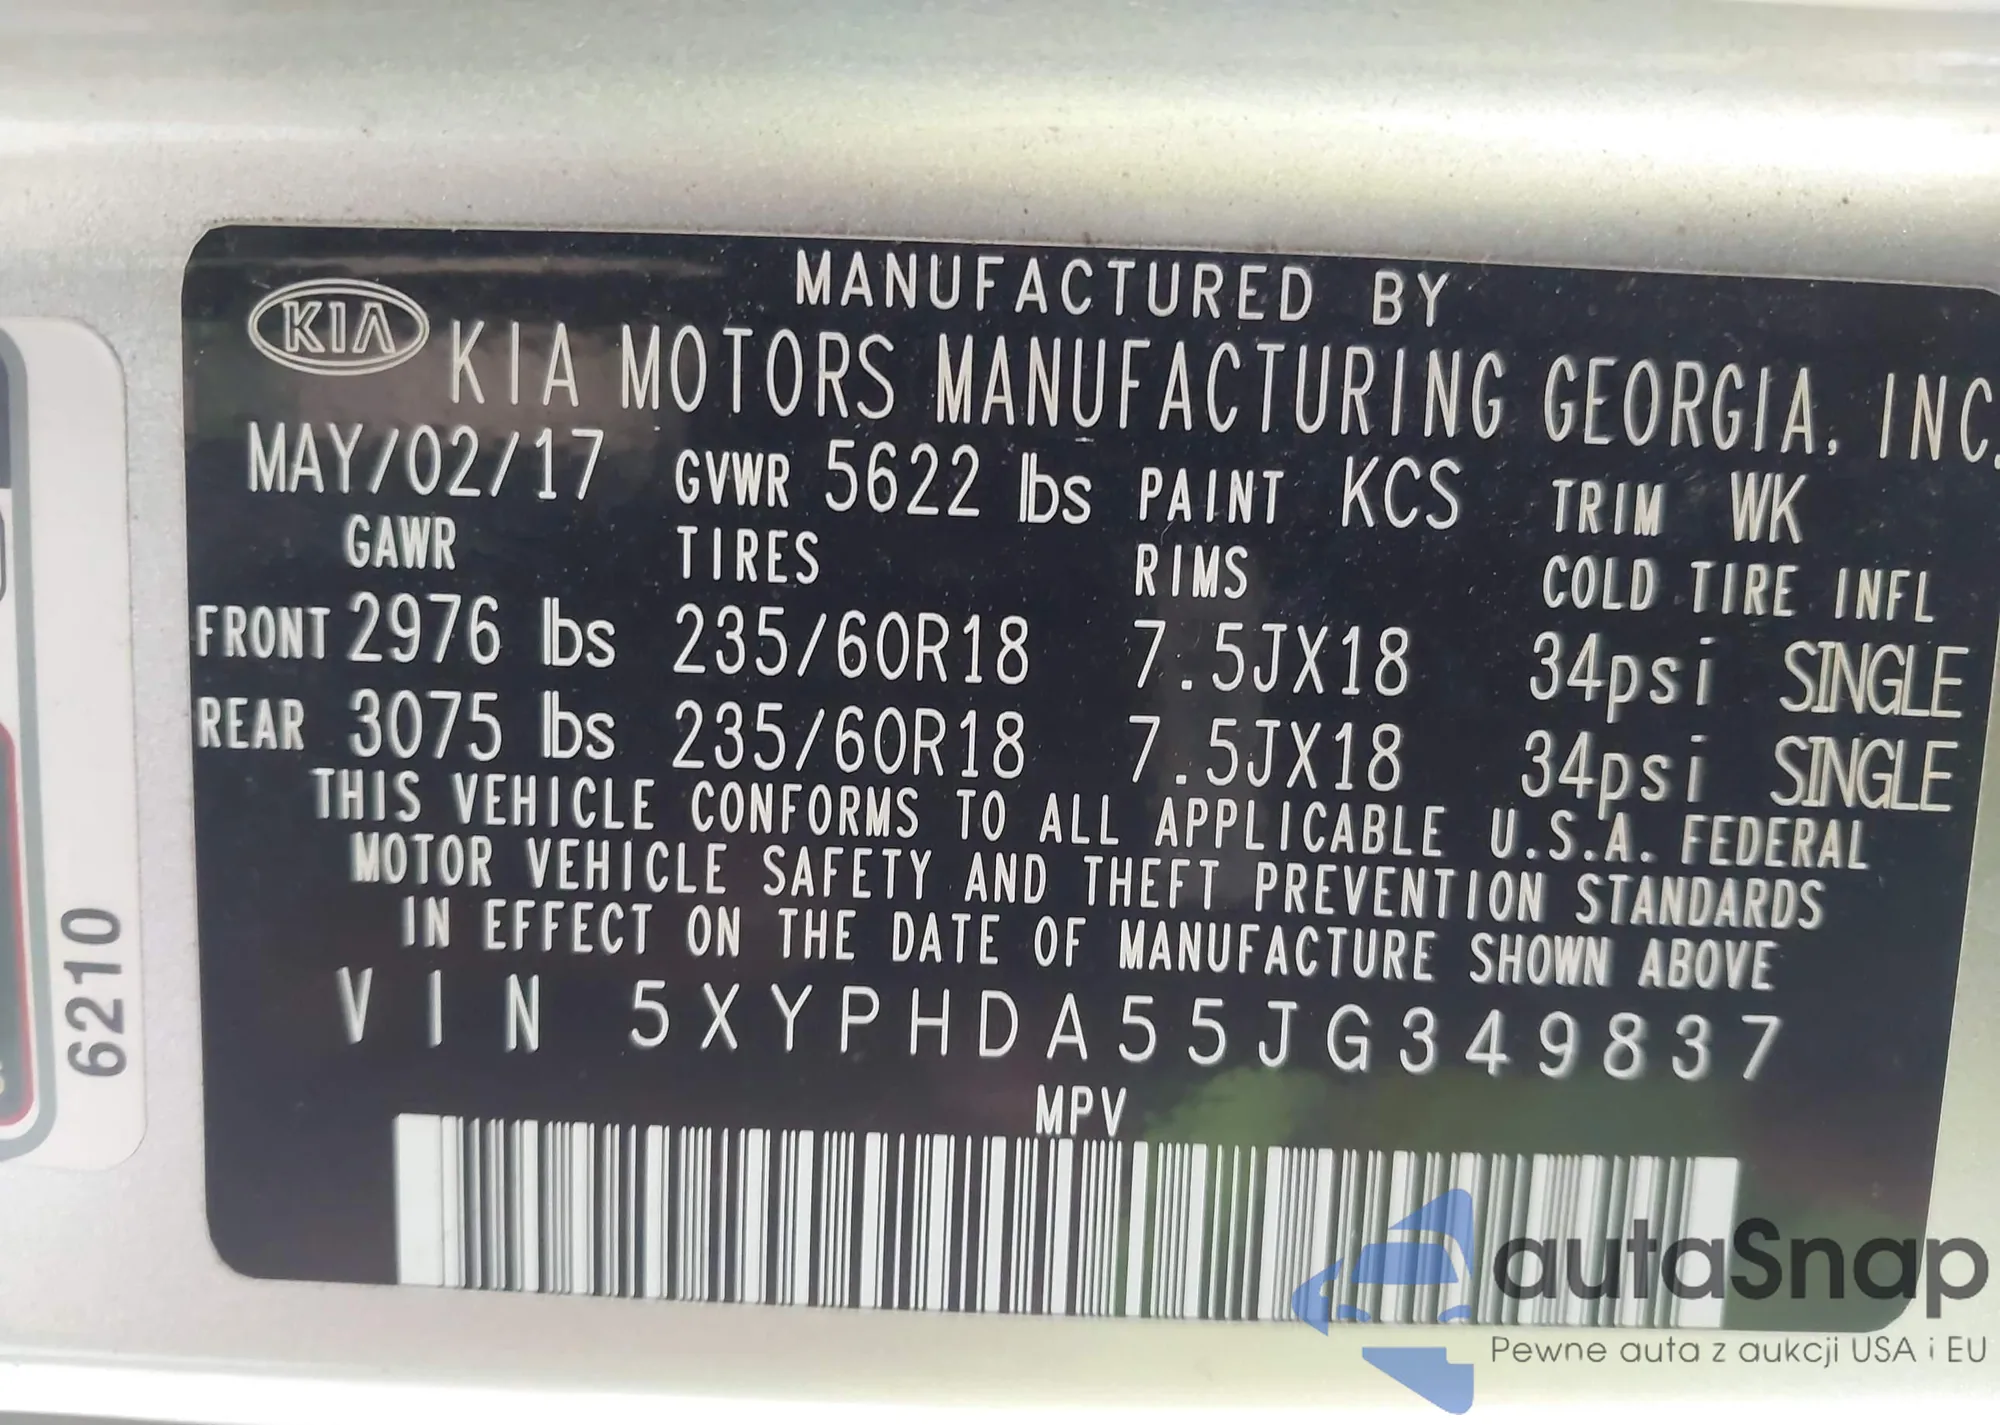 MANUFACTURED BY
KIA KIA MOTORS MANUFACTURING GEORGIA, INC.
MAY/02/17 GVWR 5622 lbs PAINT KCS TRIM WK
GAWR TIRES RIMS COLD TIRE INFL
FRONT 2976 lbs 235/60R18 7.5JX18 34psi SINGLE
REAR 3075 lbs 235/60R18 7.5JX18 34psi SINGLE
THIS VEHICLE CONFORMS TO ALL APPLICABLE U.S.A. FEDERAL
MOTOR VEHICLE SAFETY AND THEFT PREVENTION STANDARDS
IN EFFECT ON THE DATE OF MANUFACTURE SHOWN ABOVE
VIN 5XYPHDA55JG349837
MPV
6210
autaSnap
Pewne auta z aukcji USA i EU